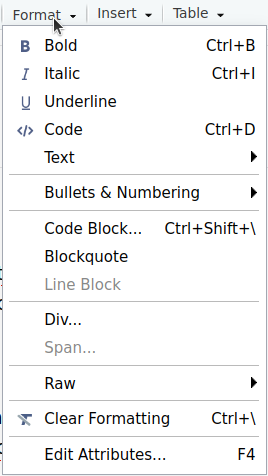 Format Insert Table
Bold Ctrl+B
Italic Ctrl+I
Underline
Code Ctrl+D
Text
Bullets & Numbering
Code Block... Ctrl+Shift+\
Blockquote
Line Block
Div...
Span...
Raw
Clear Formatting Ctrl+\
Edit Attributes... F4